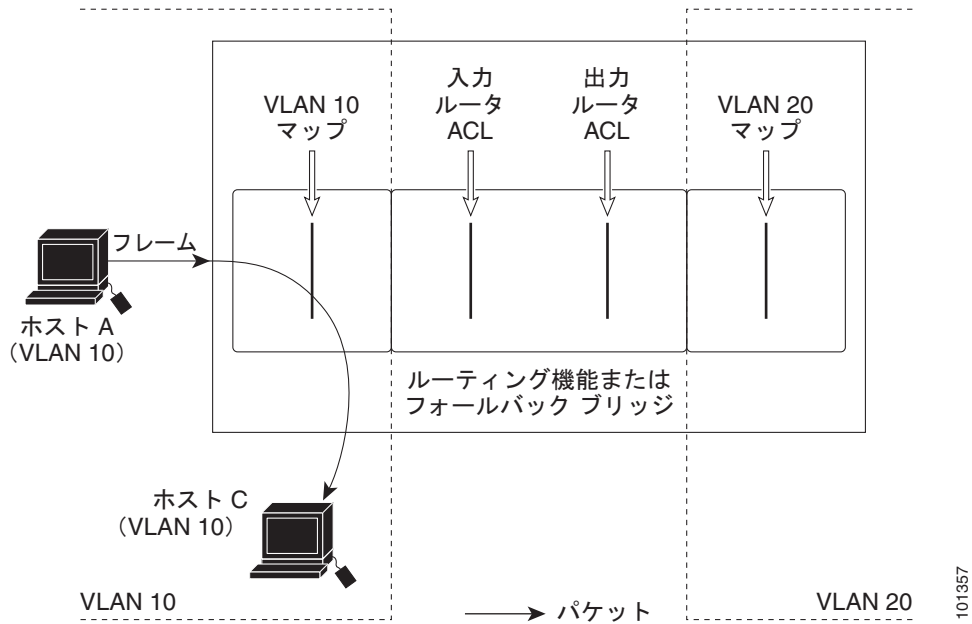 VLAN 10
マップ
入力
ルータ
ACL
出力
ルータ
ACL
VLAN 20
マップ
フレーム
ホスト A
(VLAN 10)
ルーティング機能または
フォールバック ブリッジ
ホスト C
(VLAN 10)
VLAN 10
パケット
VLAN 20
101357